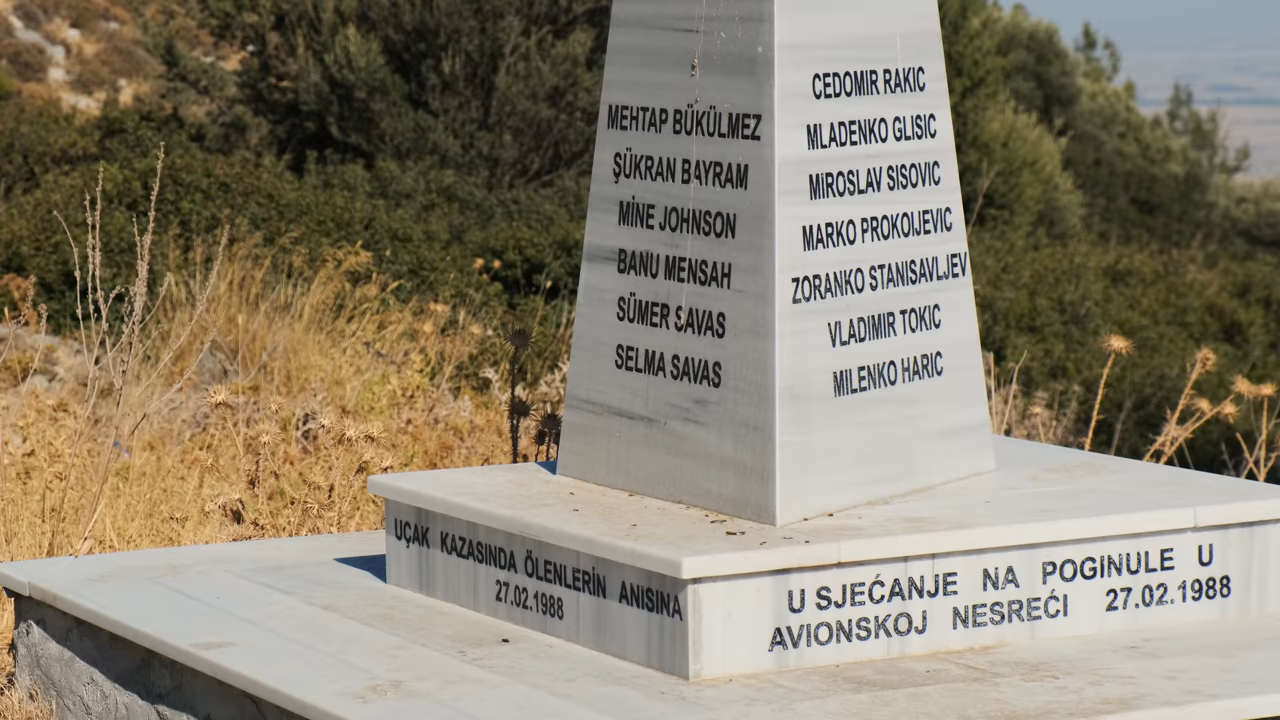 MEHTAP BÜKÜLMEZ
ŞÜKRAN BAYRAM
MİNE JOHNSON
BANU MENSAH
SÜMER SAVAS
SELMA SAVAS
UÇAK KAZASINDA ÖLENLERİN ANISINA
27.02.1988
CEDOMIR RAKIC
MLADENKO GLISIC
MIROSLAV SISOVIC
MARKO PROKOIJEVIC
ZORANKO STANISAVLJEV
VLADIMIR TOKIC
MILENKO HARIC
U SJEĆANJE NA POGINULE U
AVIONSKOJ NESREĆI 27.02.1988